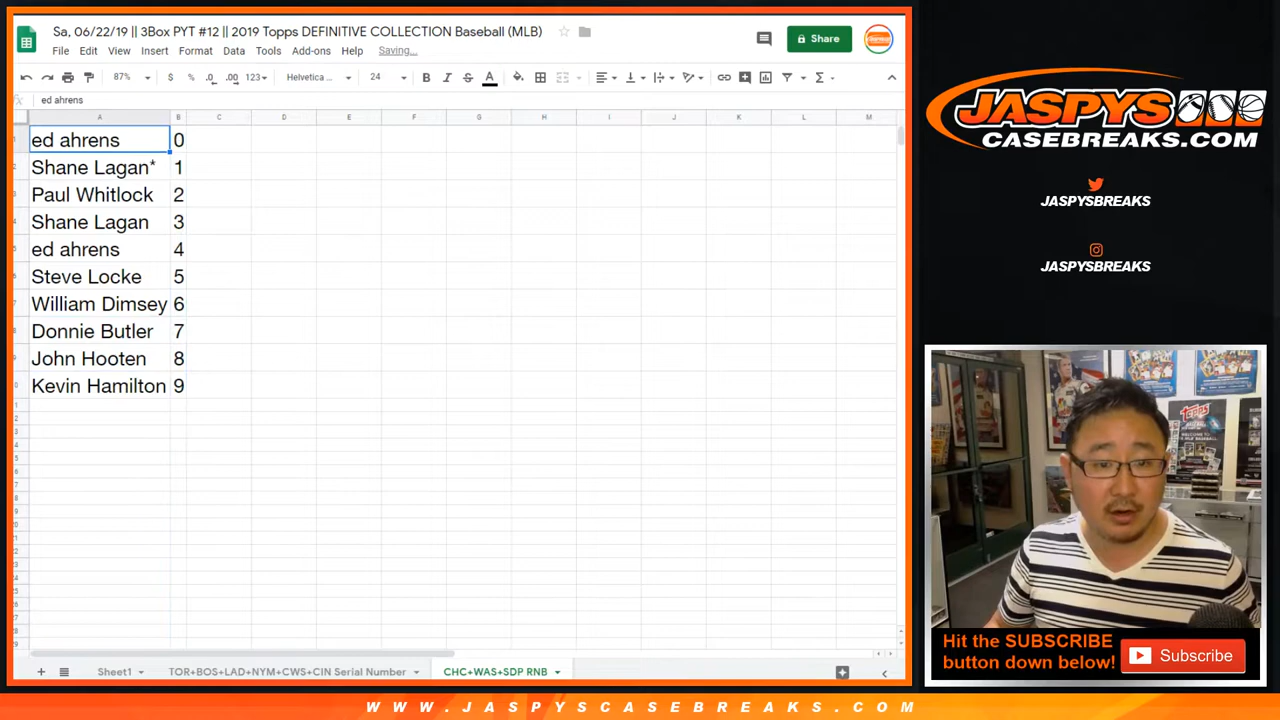 Sa, 06/22/19 || 3Box PYT #12 || 2019 Topps DEFINITIVE COLLECTION Baseball (MLB)
File Edit View Insert Format Data Tools Add-ons Help Saving...
Share
87% $ % .0 .00 123 Helvetica ... 24 B I S A
fx ed ahrens
A B C D E F G H I J K L M
ed ahrens 0
Shane Lagan* 1
Paul Whitlock 2
Shane Lagan 3
ed ahrens 4
Steve Locke 5
William Dimsey 6
Donnie Butler 7
John Hooten 8
Kevin Hamilton 9
Sheet1 TOR+BOS+LAD+NYM+CWS+CIN Serial Number CHC+WAS+SDP RNB
JASPYS
CASEBREAKS.COM
JASPYSBREAKS
JASPYSBREAKS
topps
Hit the SUBSCRIBE
button down below!
Subscribe
WWW.JASPYSCASEBREAKS.COM